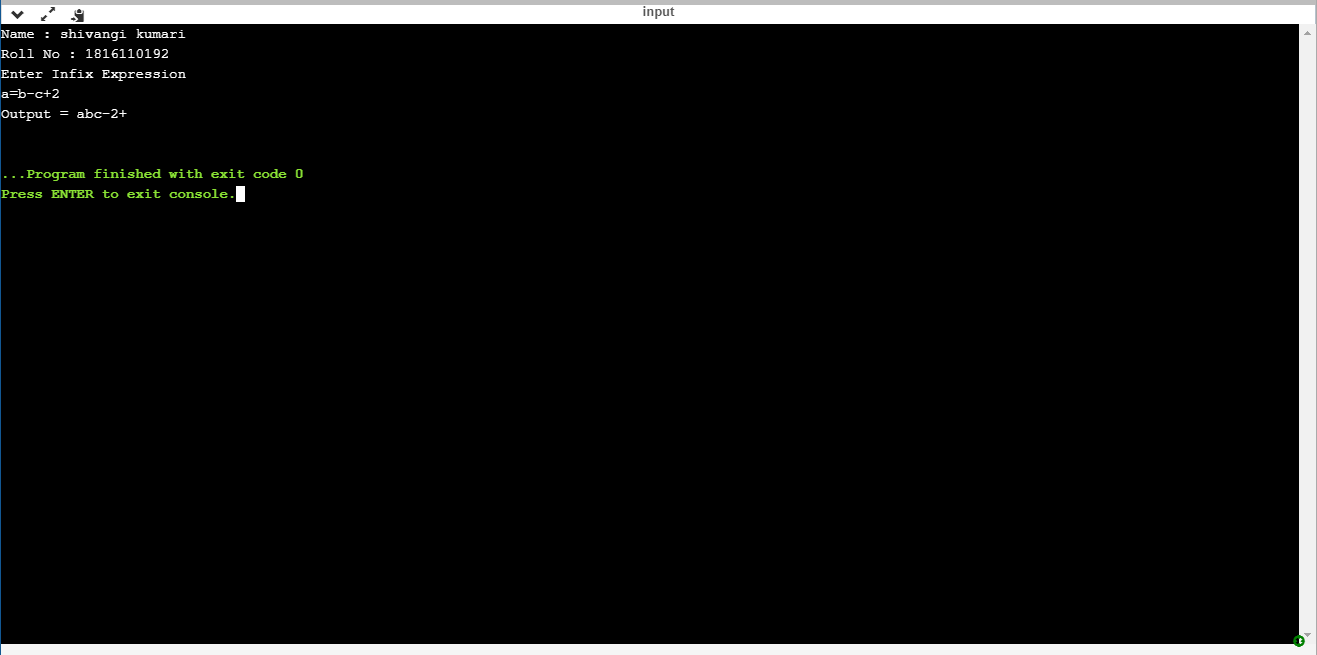 input
Name : shivangi kumari
Roll No : 1816110192
Enter Infix Expression
a=b-c+2
Output = abc-2+
...Program finished with exit code 0
Press ENTER to exit console.